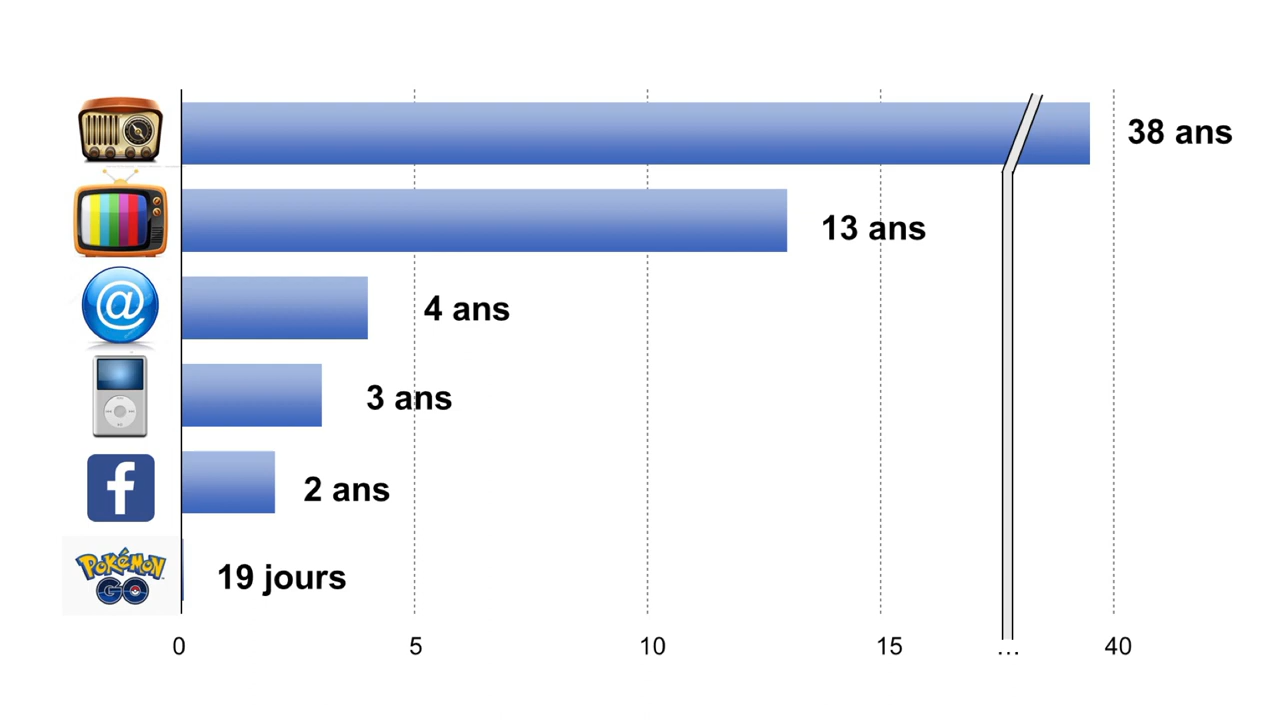 38 ans
13 ans
@
4 ans
3 ans
f
2 ans
POKÉMON
GO
19 jours
0 5 10 15 ... 40